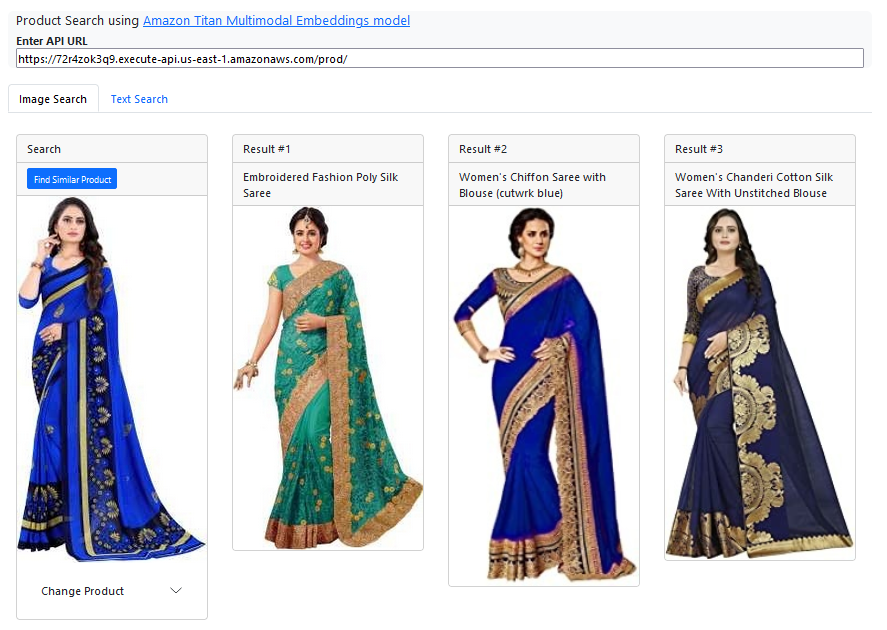 Product Search using Amazon Titan Multimodal Embeddings model
Enter API URL
https://72r4zok3q9.execute-api.us-east-1.amazonaws.com/prod/
Image Search
Text Search
Search
Find Similar Product
Change Product
Result #1
Embroidered Fashion Poly Silk
Saree
Result #2
Women's Chiffon Saree with
Blouse (cutwrk blue)
Result #3
Women's Chanderi Cotton Silk
Saree With Unstitched Blouse